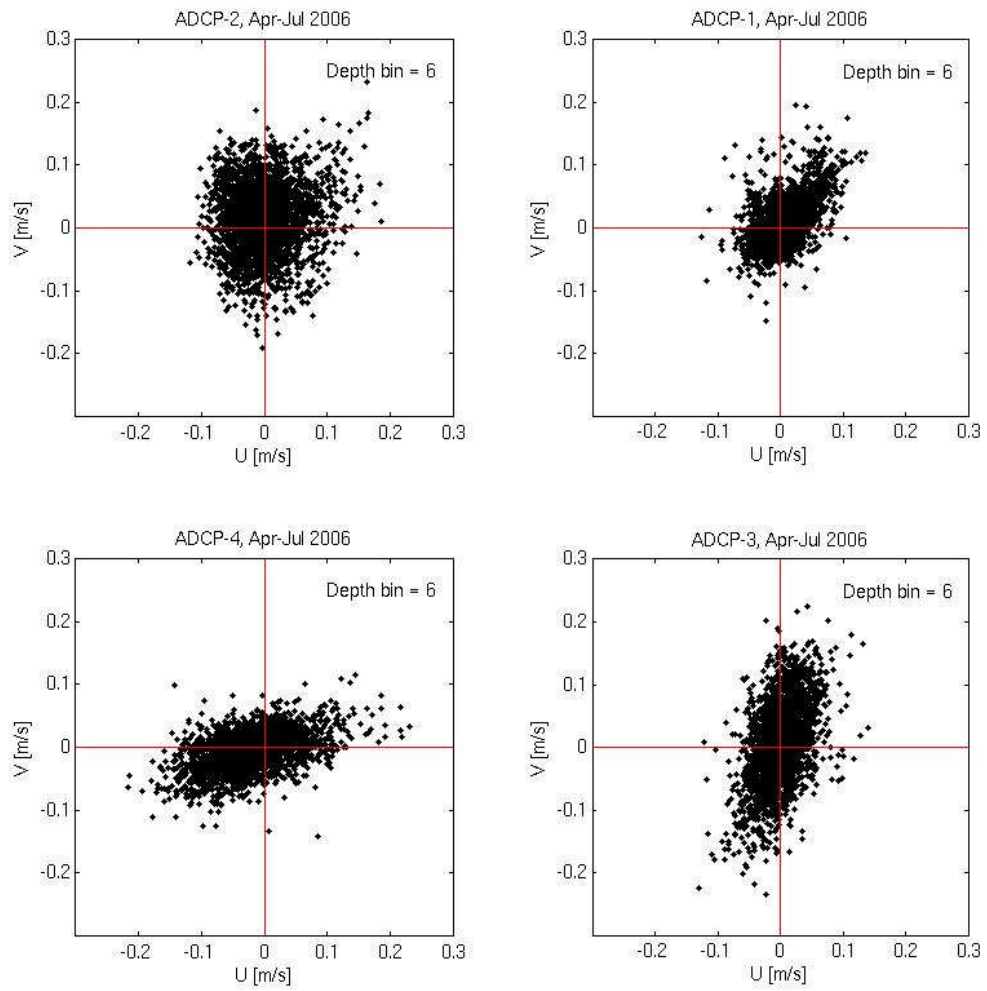 ADCP-2, Apr-Jul 2006
0.3
Depth bin = 6
0.2
0.1
0
-0.1
-0.2
V [m/s]
-0.2 -0.1 0 0.1 0.2 0.3
U [m/s]
ADCP-1, Apr-Jul 2006
0.3
Depth bin = 6
0.2
0.1
0
-0.1
-0.2
V [m/s]
-0.2 -0.1 0 0.1 0.2 0.3
U [m/s]
ADCP-4, Apr-Jul 2006
0.3
Depth bin = 6
0.2
0.1
0
-0.1
-0.2
V [m/s]
-0.2 -0.1 0 0.1 0.2 0.3
U [m/s]
ADCP-3, Apr-Jul 2006
0.3
Depth bin = 6
0.2
0.1
0
-0.1
-0.2
V [m/s]
-0.2 -0.1 0 0.1 0.2 0.3
U [m/s]